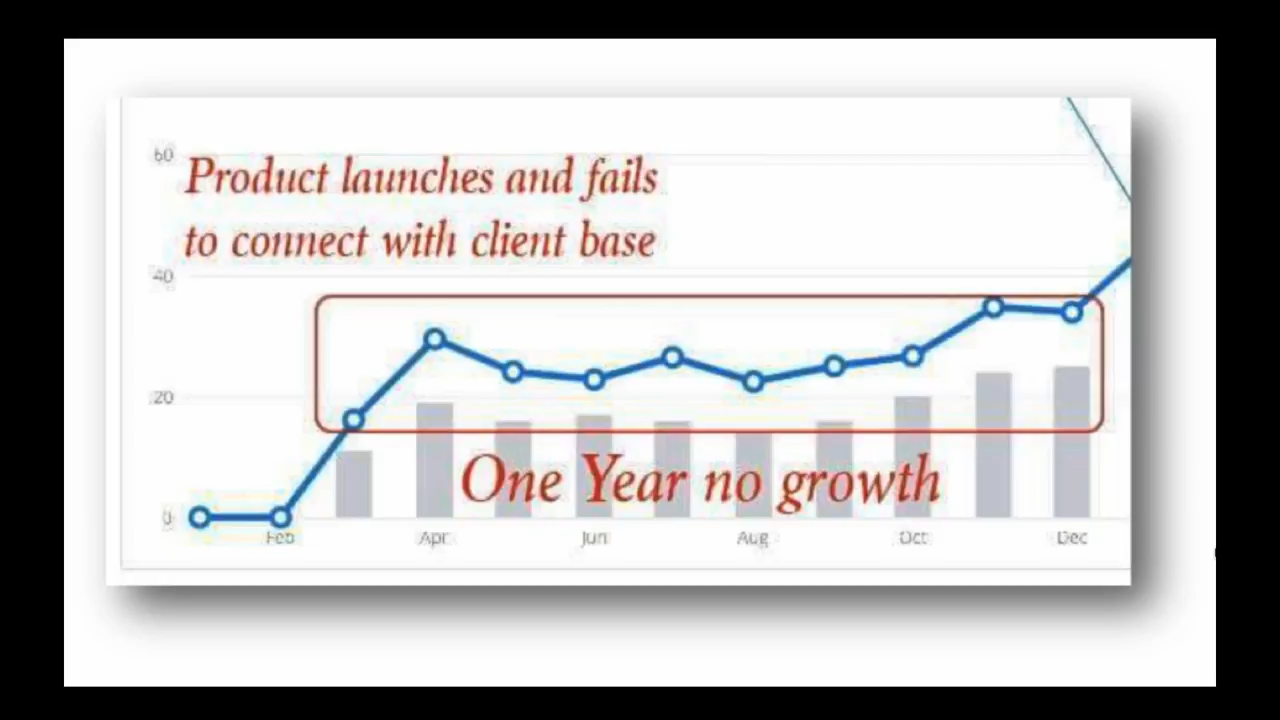 60
Product launches and fails
to connect with client base
40
20
One Year no growth
0
Feb Apr Jun Aug Oct Dec